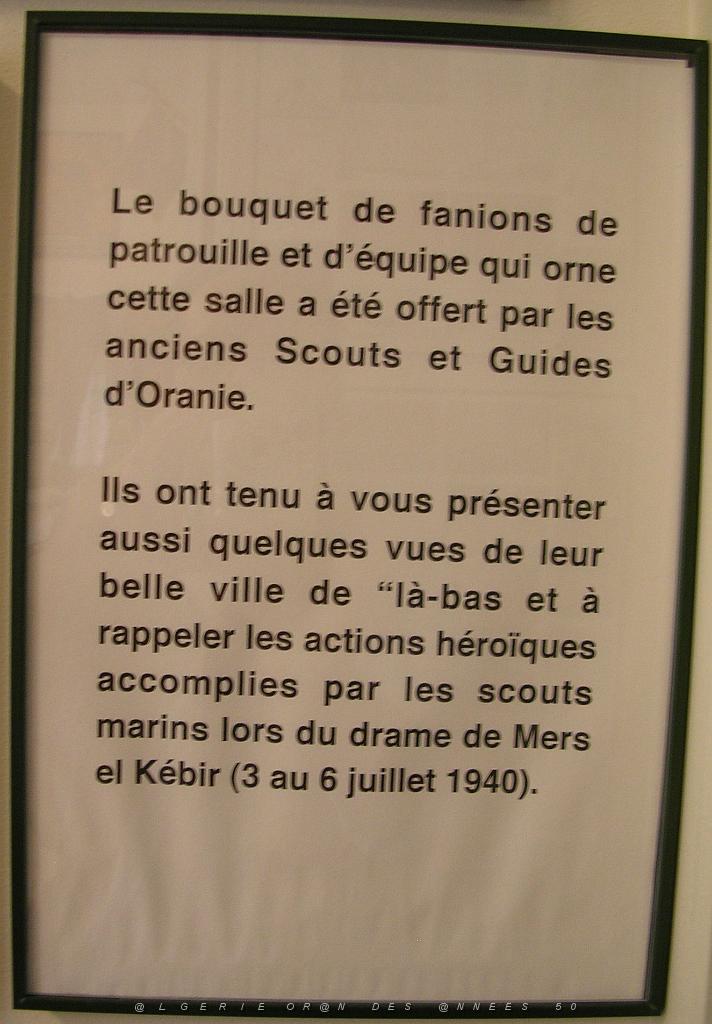 Le bouquet de fanions de
patrouille et d'équipe qui orne
cette salle a été offert par les
anciens Scouts et Guides
d'Oranie.
Ils ont tenu à vous présenter
aussi quelques vues de leur
belle ville de “là-bas et à
rappeler les actions héroïques
accomplies par les scouts
marins lors du drame de Mers
el Kébir (3 au 6 juillet 1940).
@LGERIE OR@N DES @NNEES 50